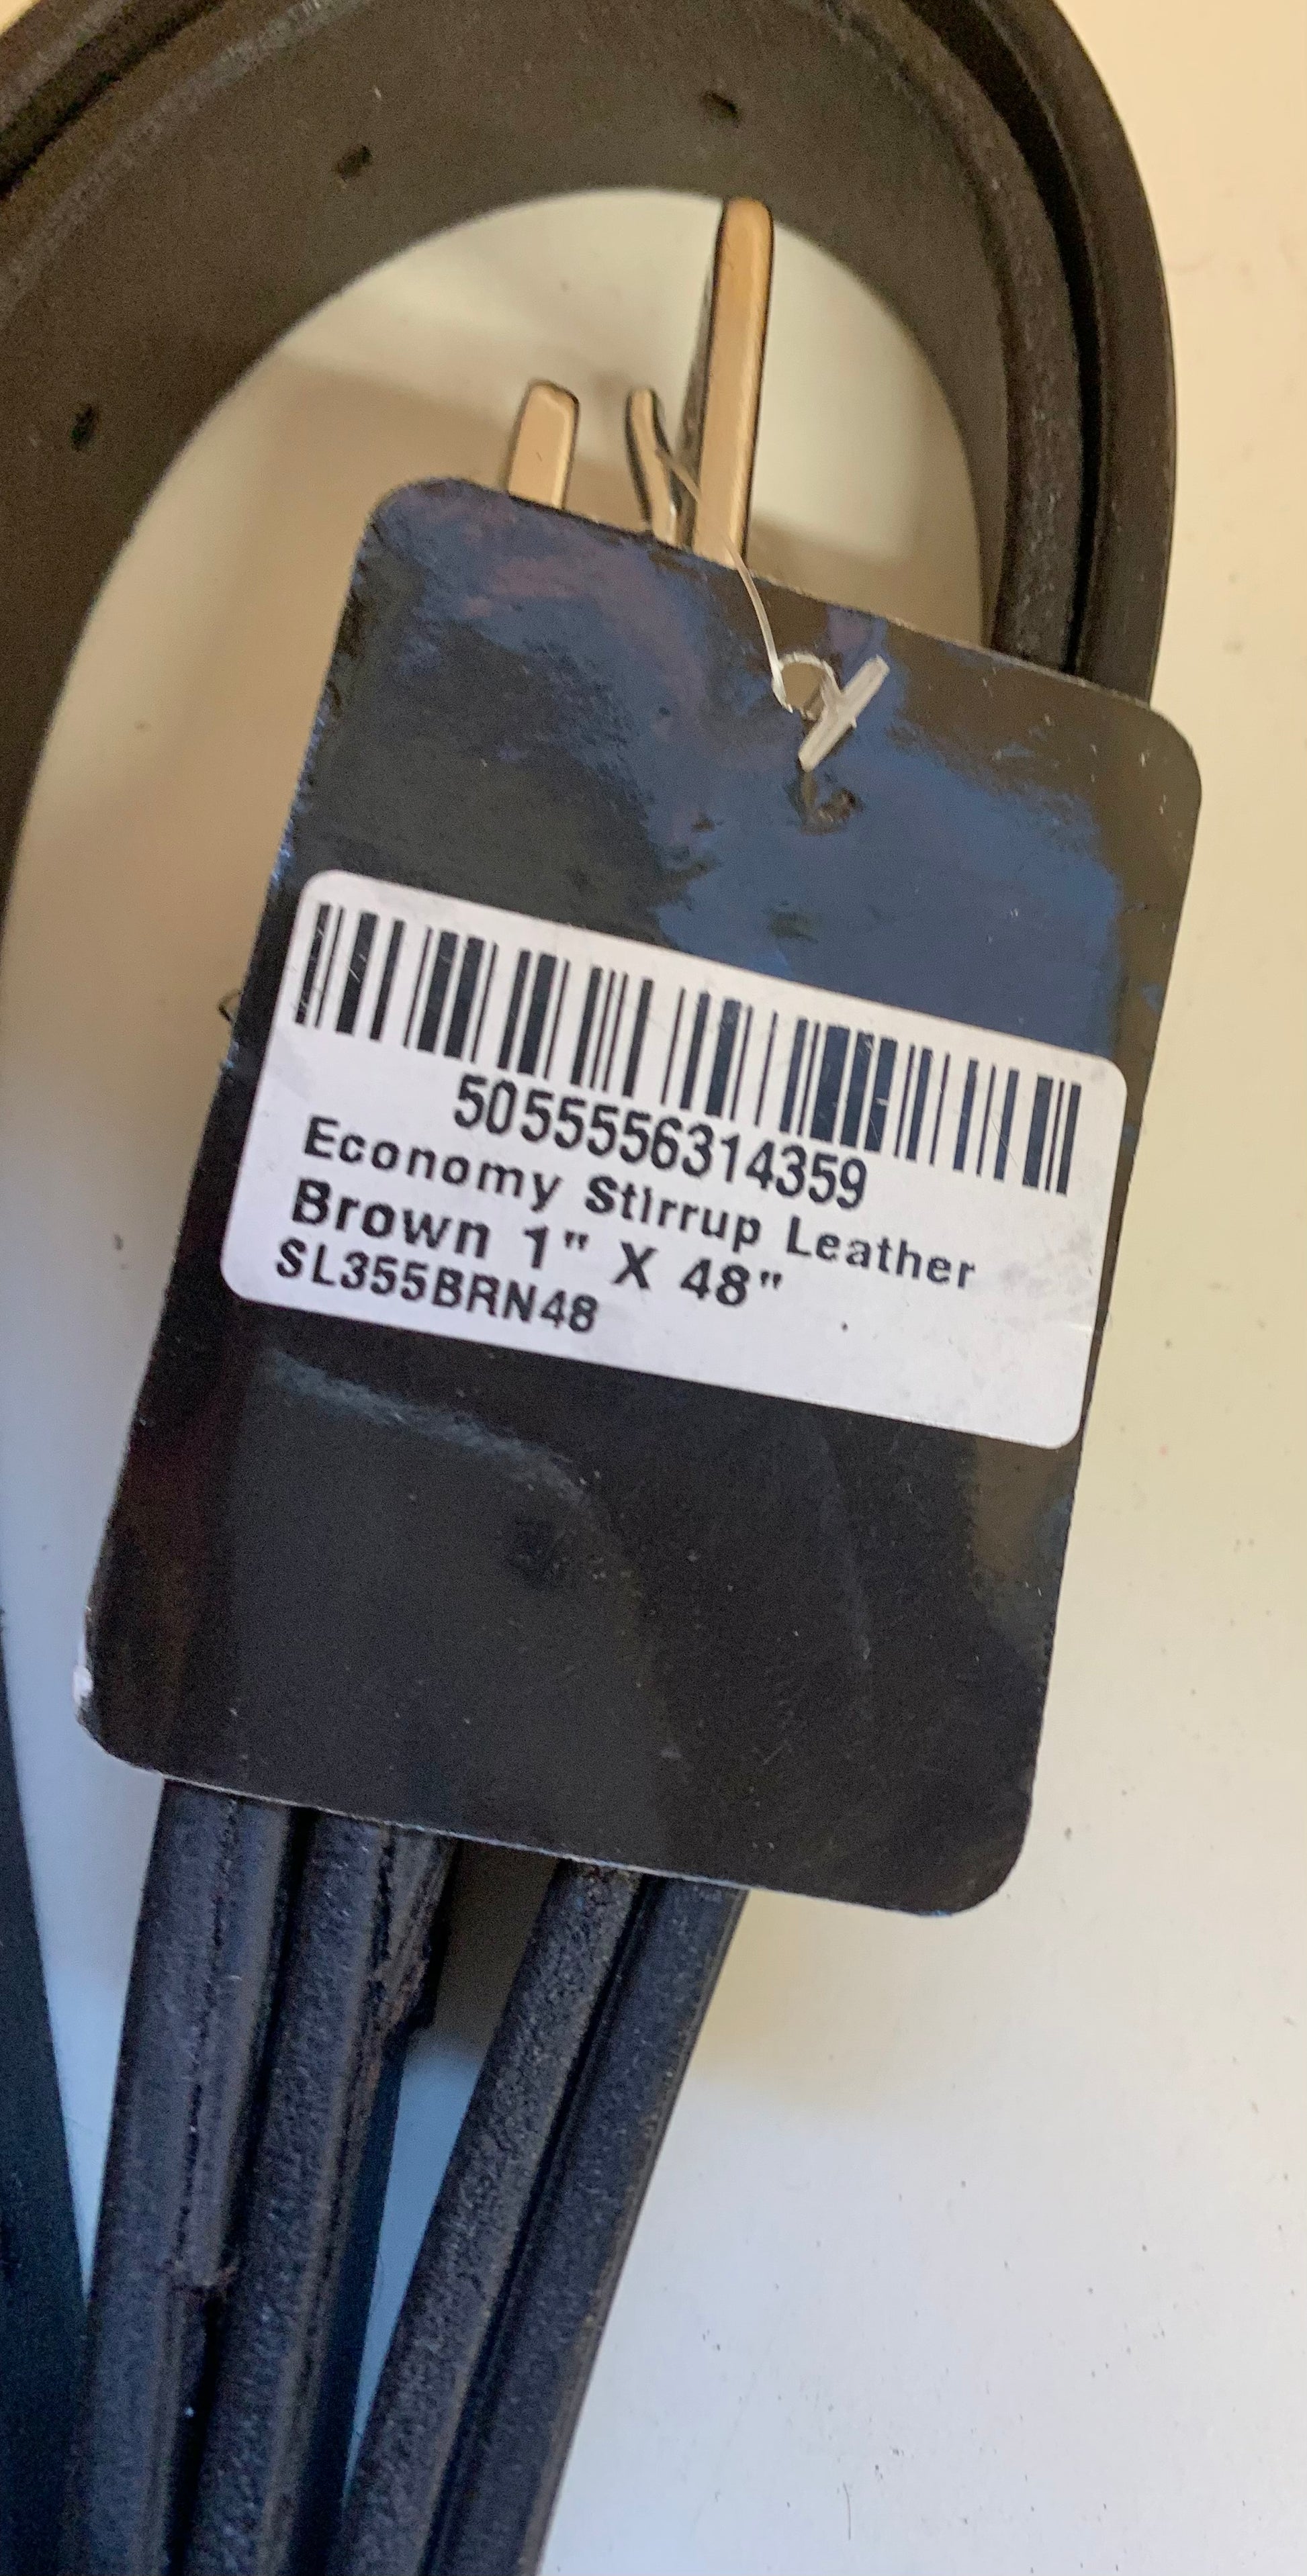 5055556314359
Economy Stirrup Leather
Brown 1" X 48"
SL355BRN48